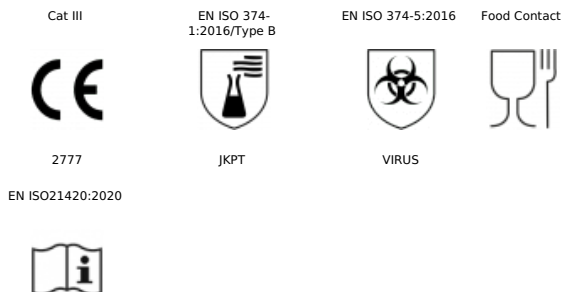 Cat III
EN ISO 374-
1:2016/Type B
EN ISO 374-5:2016
Food Contact
CE
i
2777
JKPT
VIRUS
EN ISO21420:2020
i